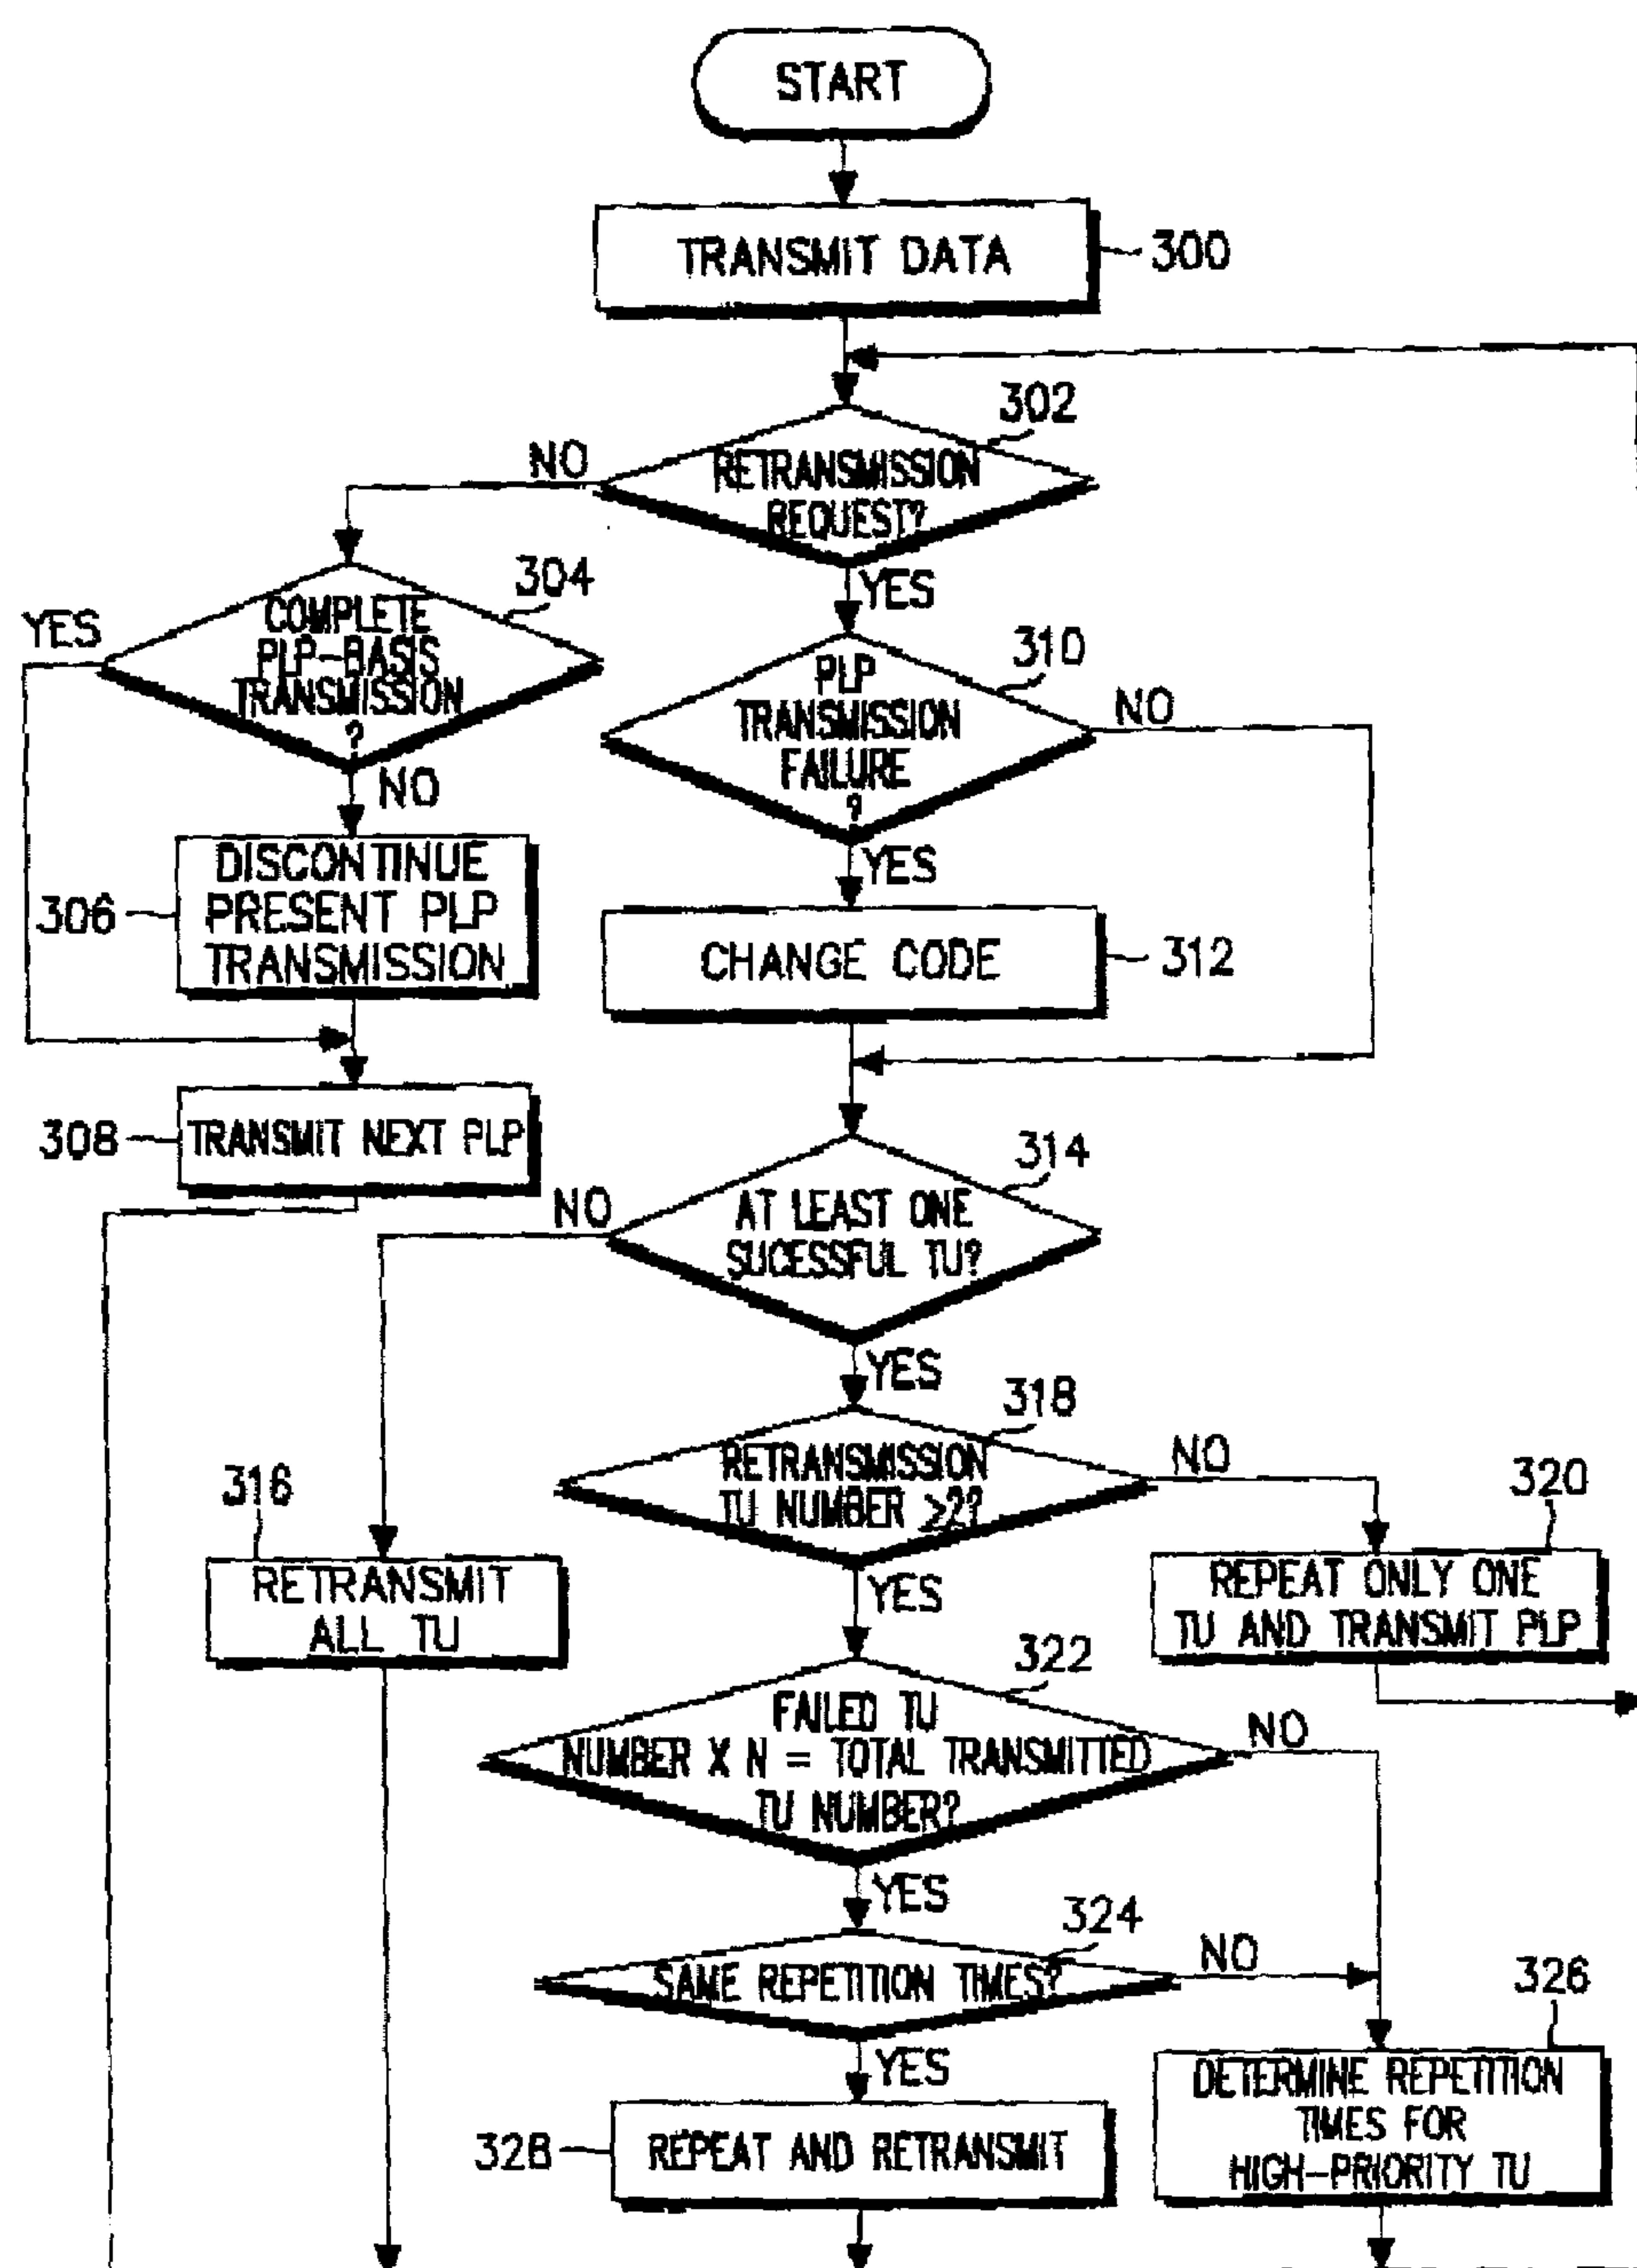 START
TRANSMIT DATA
300
302
RETRANSMISSION
REQUEST?
NO
YES
304
COMPLETE
PLP-BASIS
TRANSMISSION
?
YES
NO
306
DISCONTINUE
PRESENT PLP
TRANSMISSION
308
TRANSMIT NEXT PLP
310
PLP
TRANSMISSION
FAILURE
?
NO
YES
CHANGE CODE
312
314
AT LEAST ONE
SUCESSFUL TU?
NO
YES
316
RETRANSMIT
ALL TU
318
RETRANSMISSION
TU NUMBER ≥2?
NO
YES
320
REPEAT ONLY ONE
TU AND TRANSMIT PLP
322
FAILED TU
NUMBER X N = TOTAL TRANSMITTED
TU NUMBER?
NO
YES
324
SAME REPETITION TIMES?
NO
YES
326
DETERMINE REPETITION
TIMES FOR
HIGH-PRIORITY TU
328
REPEAT AND RETRANSMIT